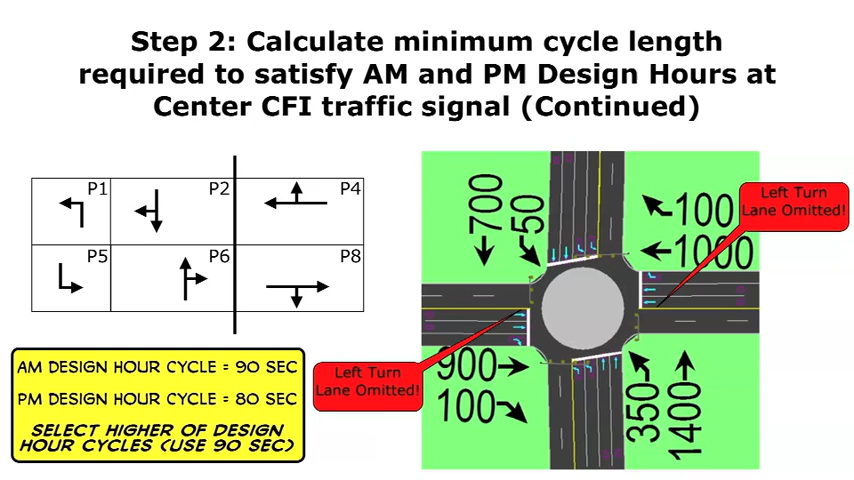 Step 2: Calculate minimum cycle length
required to satisfy AM and PM Design Hours at
Center CFI traffic signal (Continued)
P1
P2
P4
P5
P6
P8
AM DESIGN HOUR CYCLE = 90 SEC
PM DESIGN HOUR CYCLE = 80 SEC
SELECT HIGHER OF DESIGN
HOUR CYCLES (USE 90 SEC)
700
50
100
1000
Left Turn
Lane Omitted!
Left Turn
Lane Omitted!
900
100
350
1400